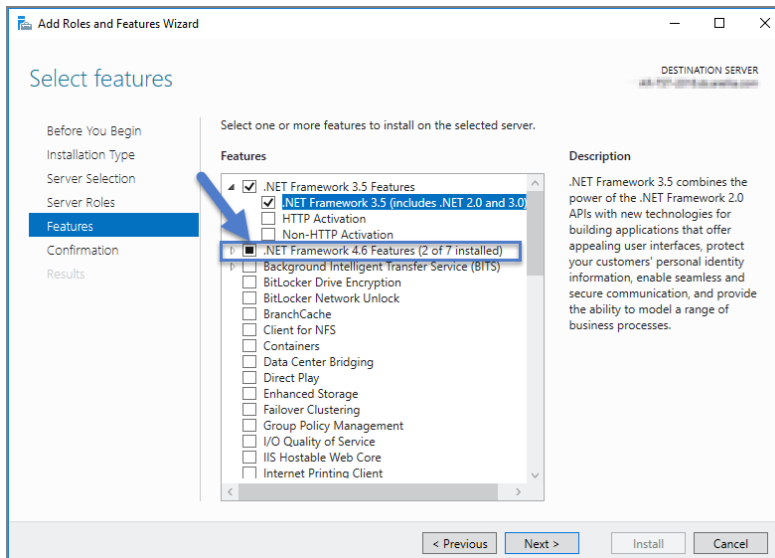 Add Roles and Features Wizard
Select features
DESTINATION SERVER
Before You Begin
Installation Type
Server Selection
Server Roles
Features
Confirmation
Results
Select one or more features to install on the selected server.
Features
.NET Framework 3.5 Features
.NET Framework 3.5 (includes .NET 2.0 and 3.0)
HTTP Activation
Non-HTTP Activation
.NET Framework 4.6 Features (2 of 7 installed)
Background Intelligent Transfer Service (BITS)
BitLocker Drive Encryption
BitLocker Network Unlock
BranchCache
Client for NFS
Containers
Data Center Bridging
Direct Play
Enhanced Storage
Failover Clustering
Group Policy Management
I/O Quality of Service
IIS Hostable Web Core
Internet Printing Client
Description
.NET Framework 3.5 combines the
power of the .NET Framework 2.0
APIs with new technologies for
building applications that offer
appealing user interfaces, protect
your customers' personal identity
information, enable seamless and
secure communication, and provide
the ability to model a range of
business processes.
< Previous
Next >
Install
Cancel